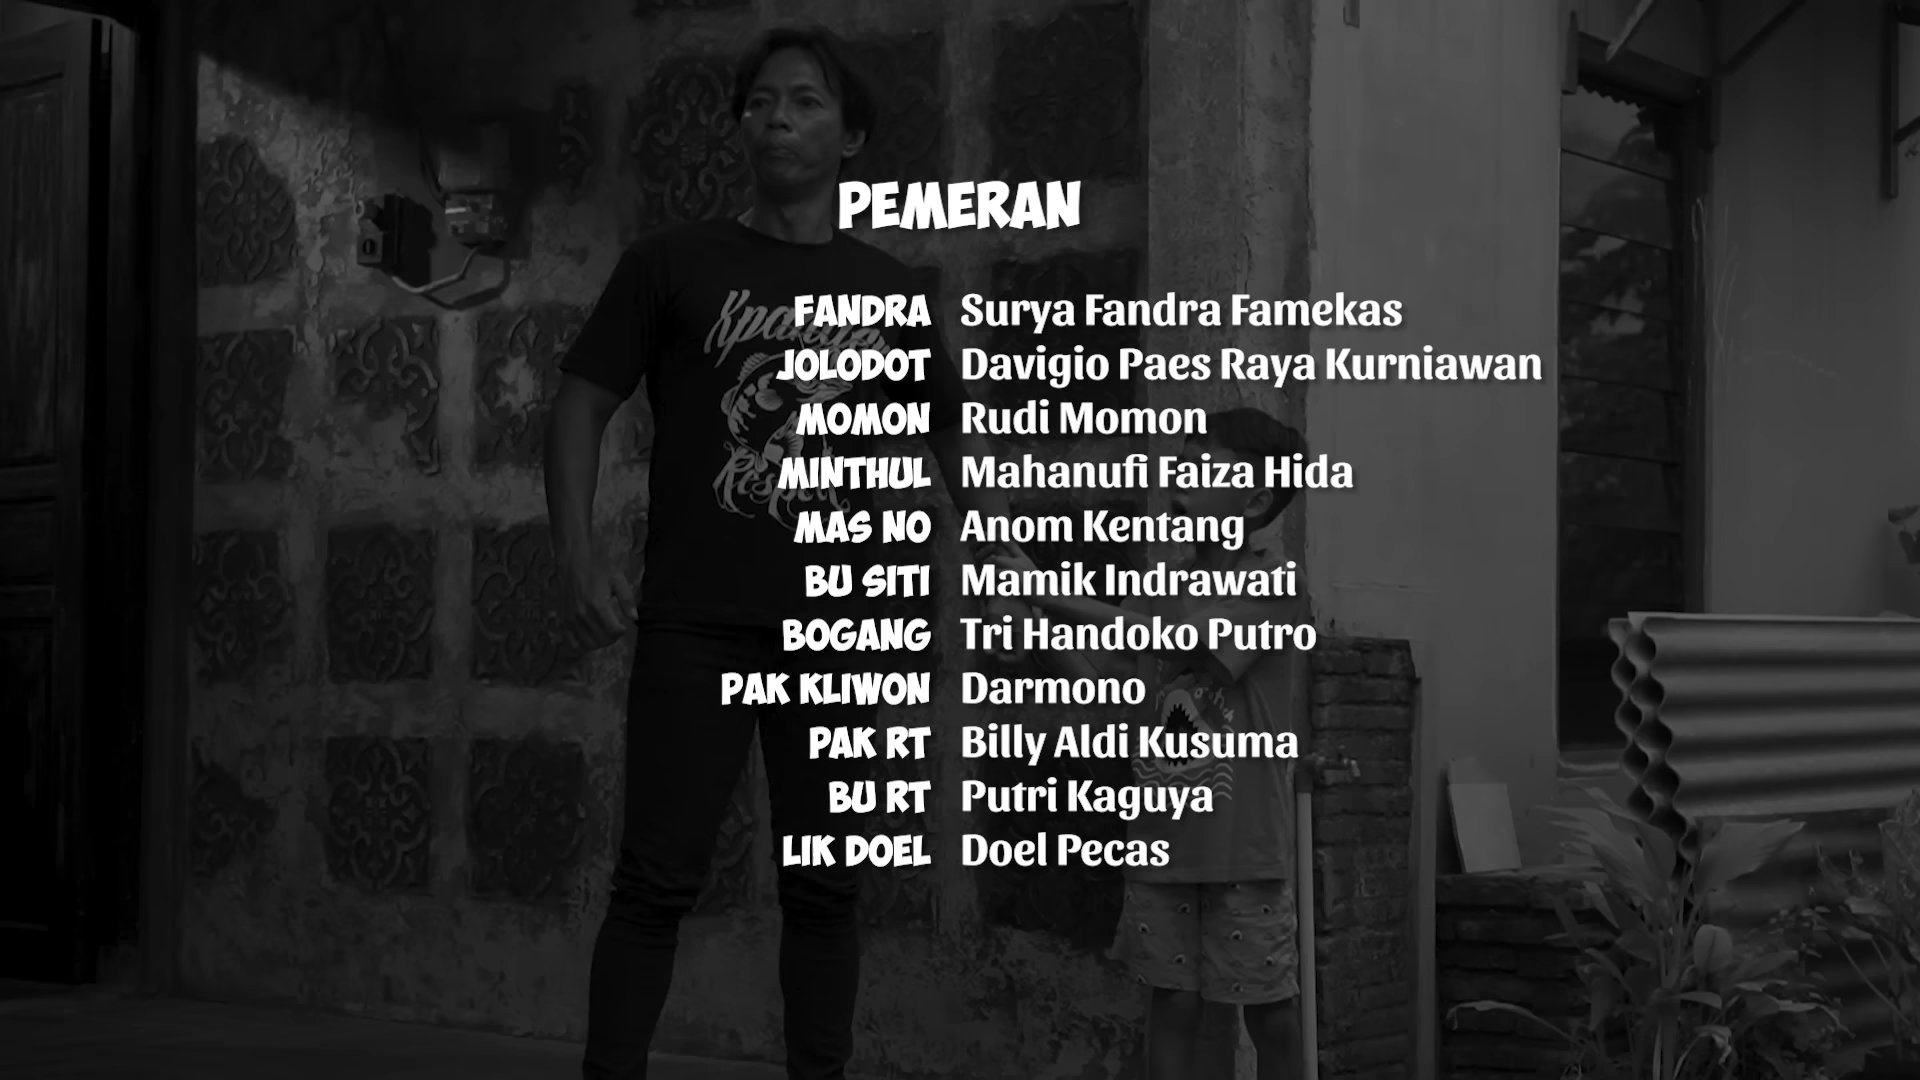 PEMERAN
FANDRA Surya Fandra Famekas
JOLODOT Davigio Paes Raya Kurniawan
MOMON Rudi Momon
MINTHUL Mahanufi Faiza Hida
MAS NO Anom Kentang
BU SITI Mamik Indrawati
BOGANG Tri Handoko Putro
PAK KLIWON Darmono
PAK RT Billy Aldi Kusuma
BU RT Putri Kaguya
LIK DOEL Doel Pecas